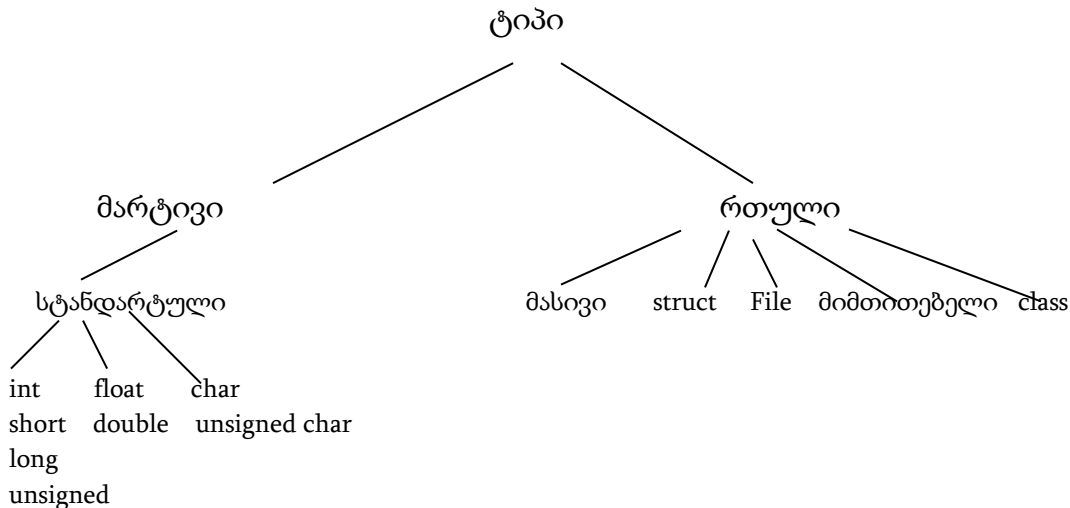 ტიპი
მარტივი რთული
სტანდარტული მასივი struct File მიმთითებელი class
int float char
short double unsigned char
long
unsigned